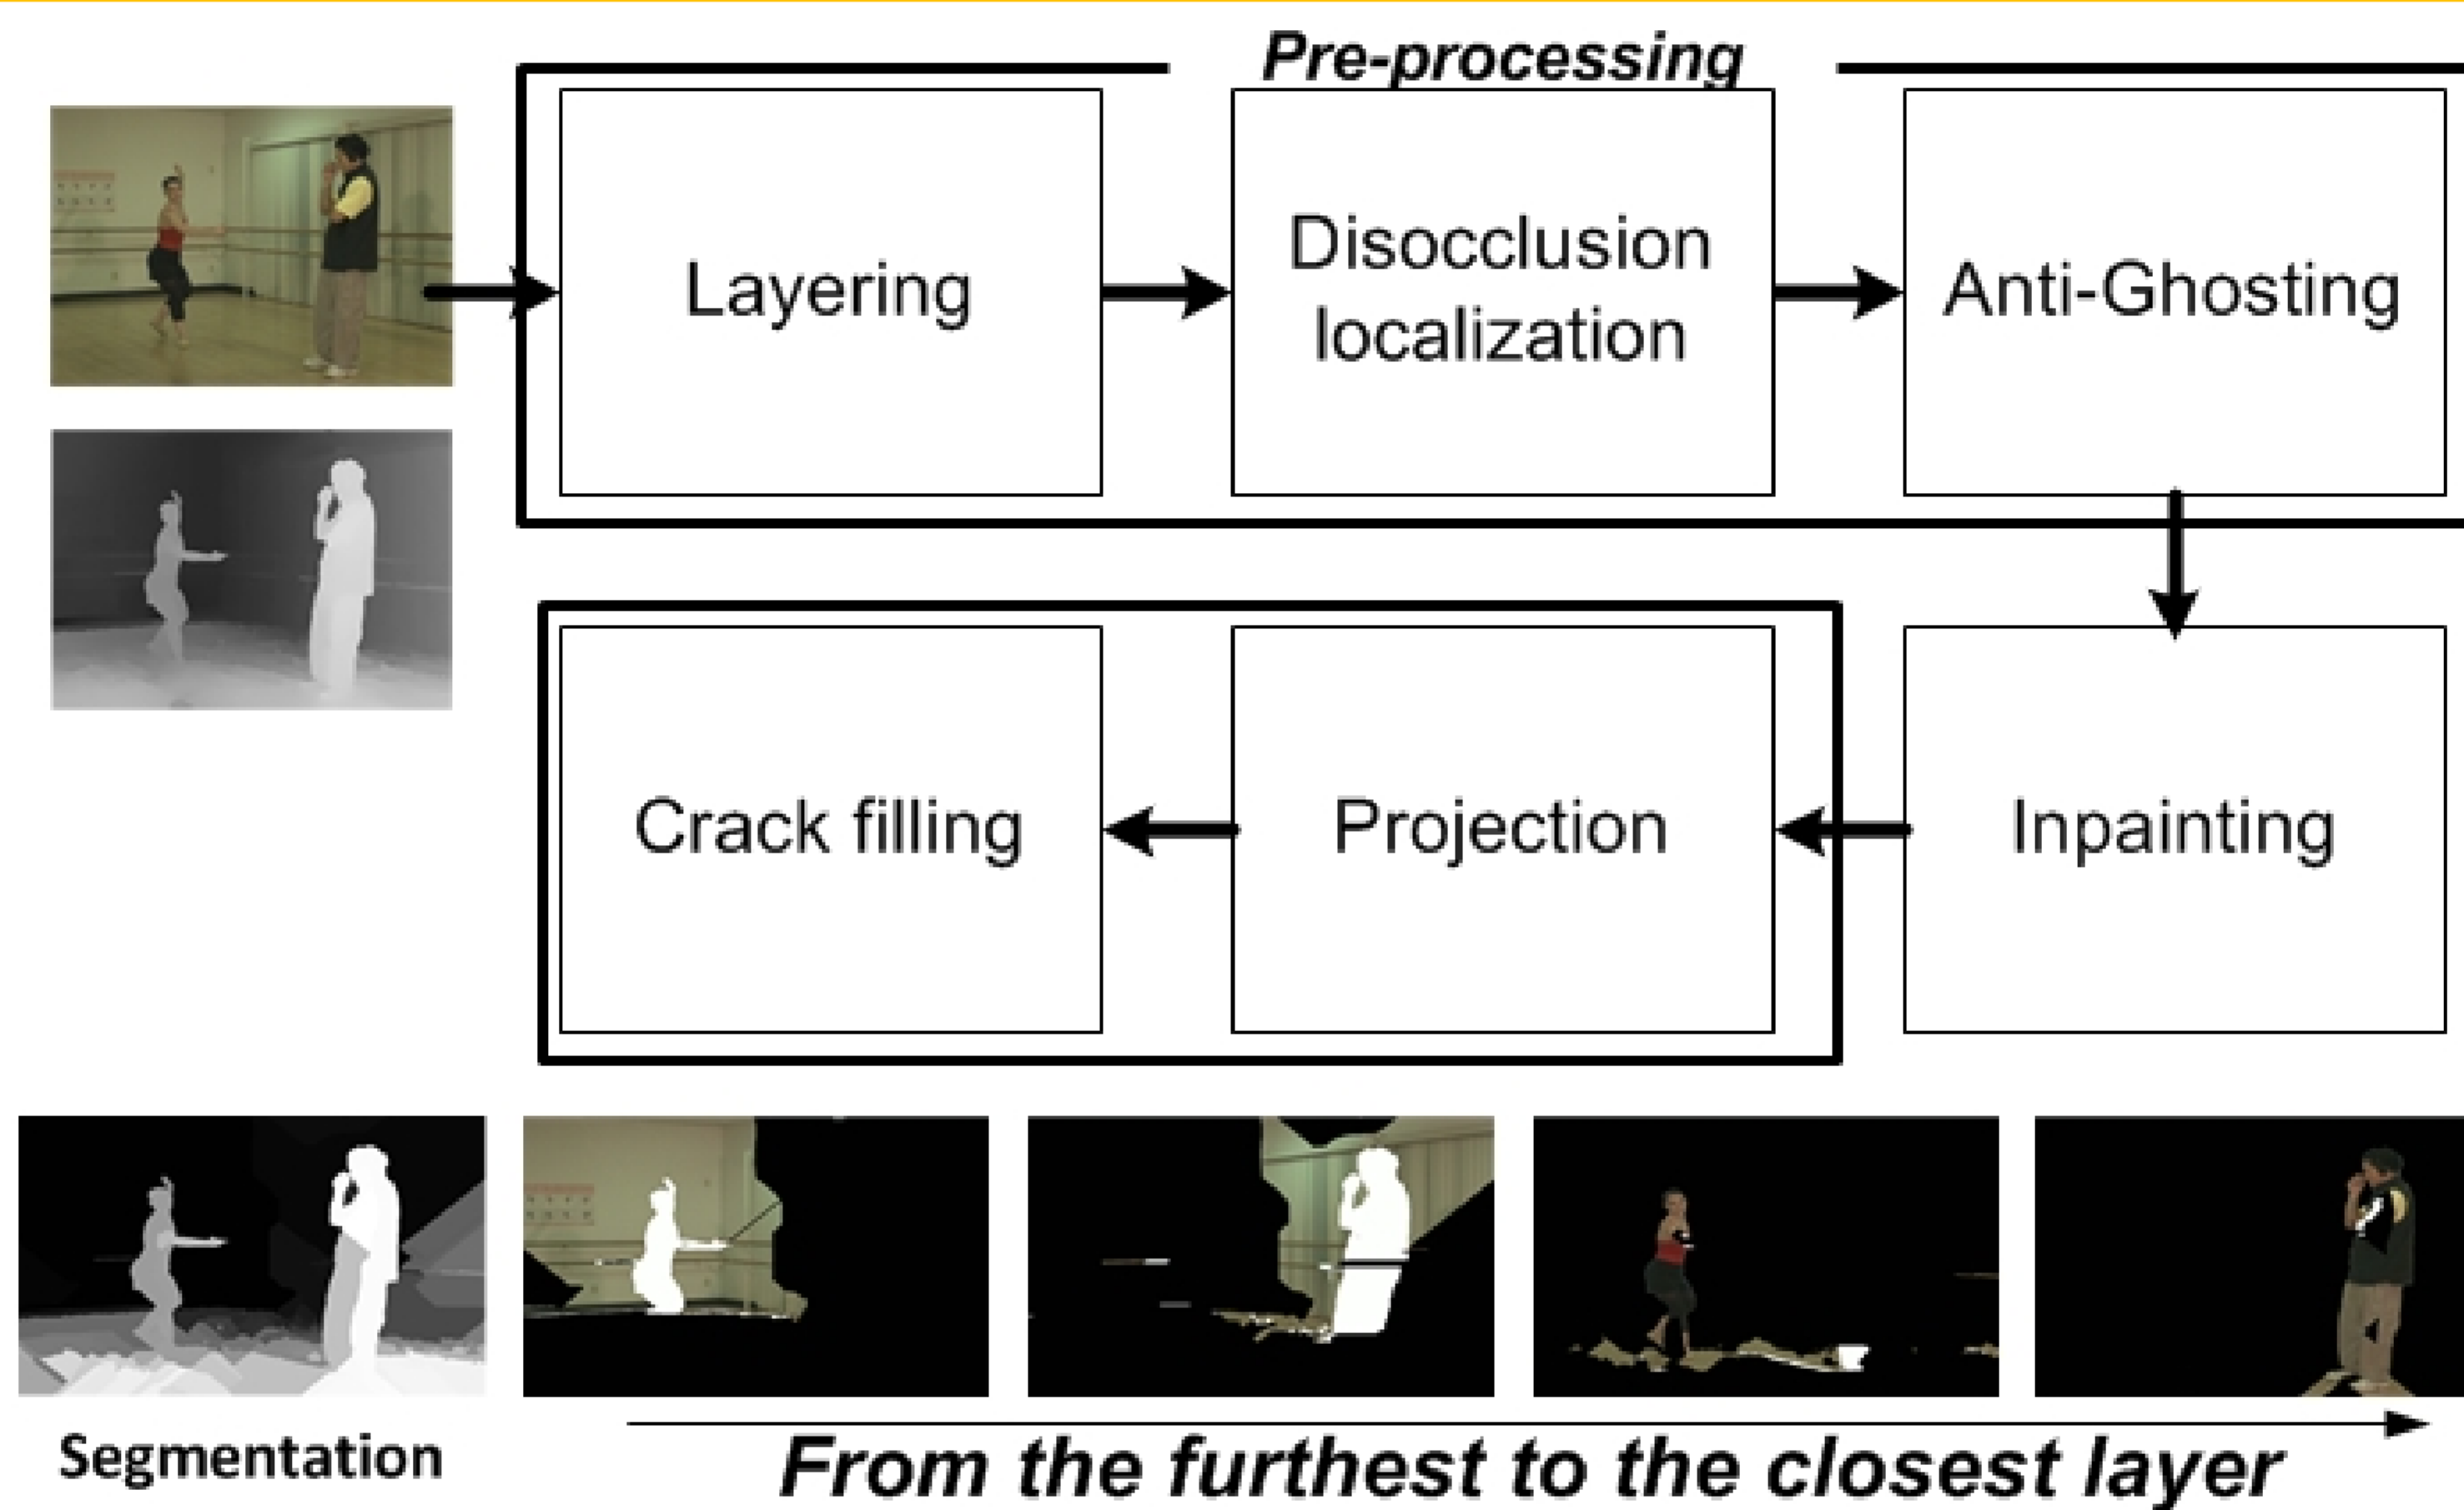 Pre-processing
Layering
Disocclusion
localization
Anti-Ghosting
Crack filling
Projection
Inpainting
Segmentation
From the furthest to the closest layer